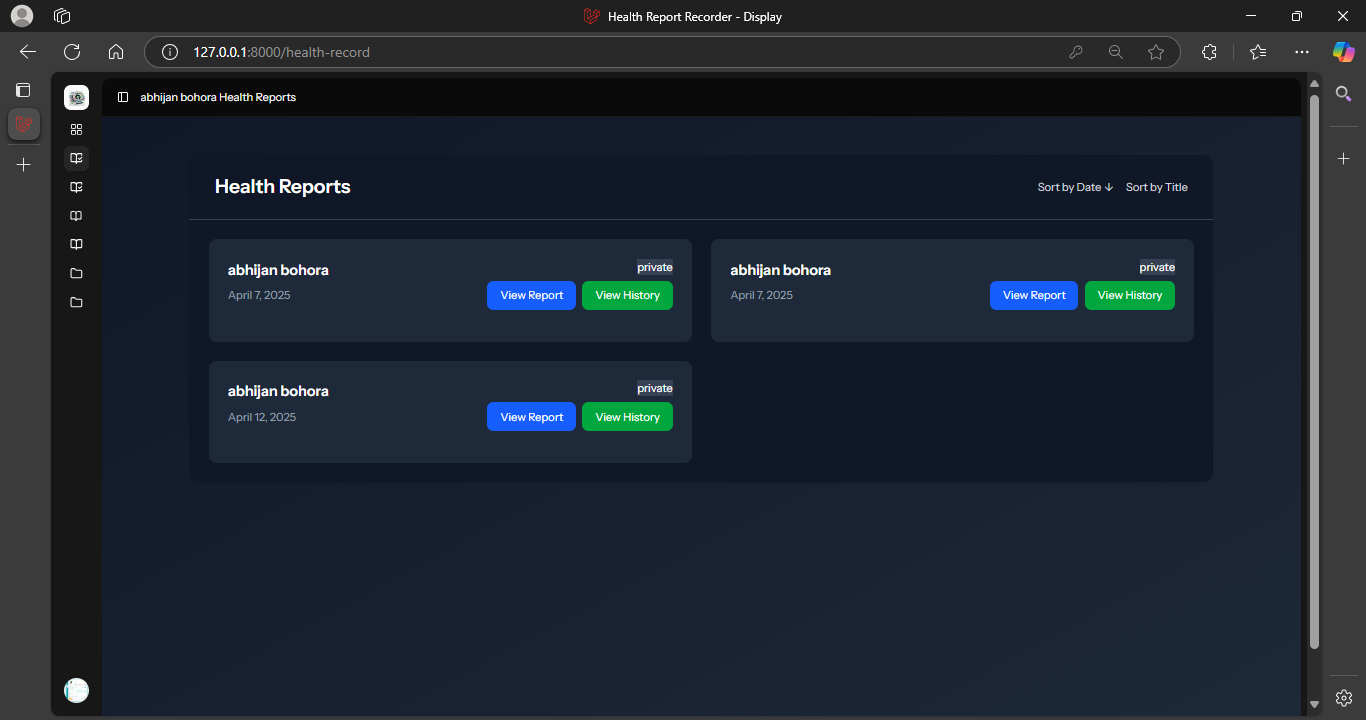 Health Report Recorder - Display
127.0.0.1:8000/health-record
abhijan bohora Health Reports
Health Reports
Sort by Date ↓ Sort by Title
abhijan bohora
private
April 7, 2025
View Report
View History
abhijan bohora
private
April 7, 2025
View Report
View History
abhijan bohora
private
April 12, 2025
View Report
View History